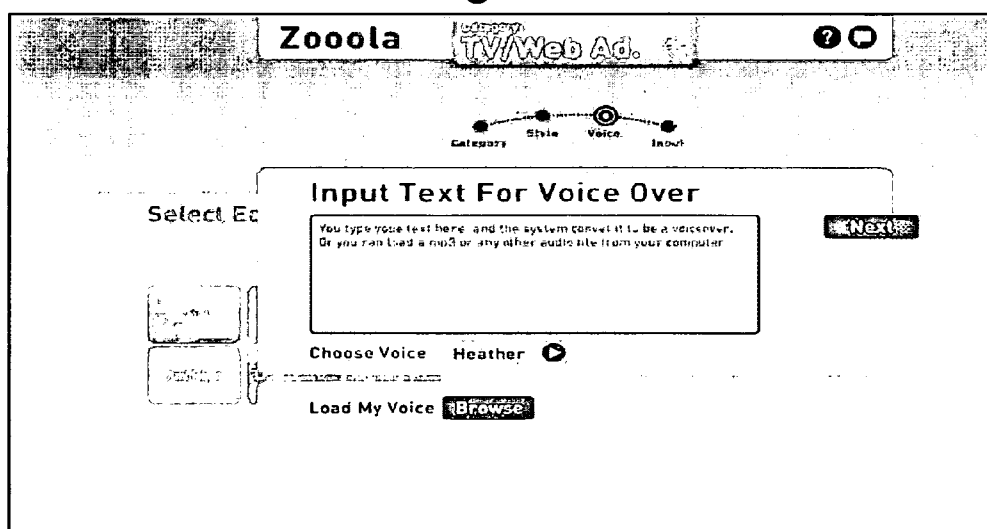 Zooola
Category
TV/Web Ad.
Category Style Voice Input
Input Text For Voice Over
Select Ec
You type your text here and the system convet it to be a voiceover.
Or you can load a mp3 or any other audio file from your computer
Next
Choose Voice Heather
Load My Voice Browse